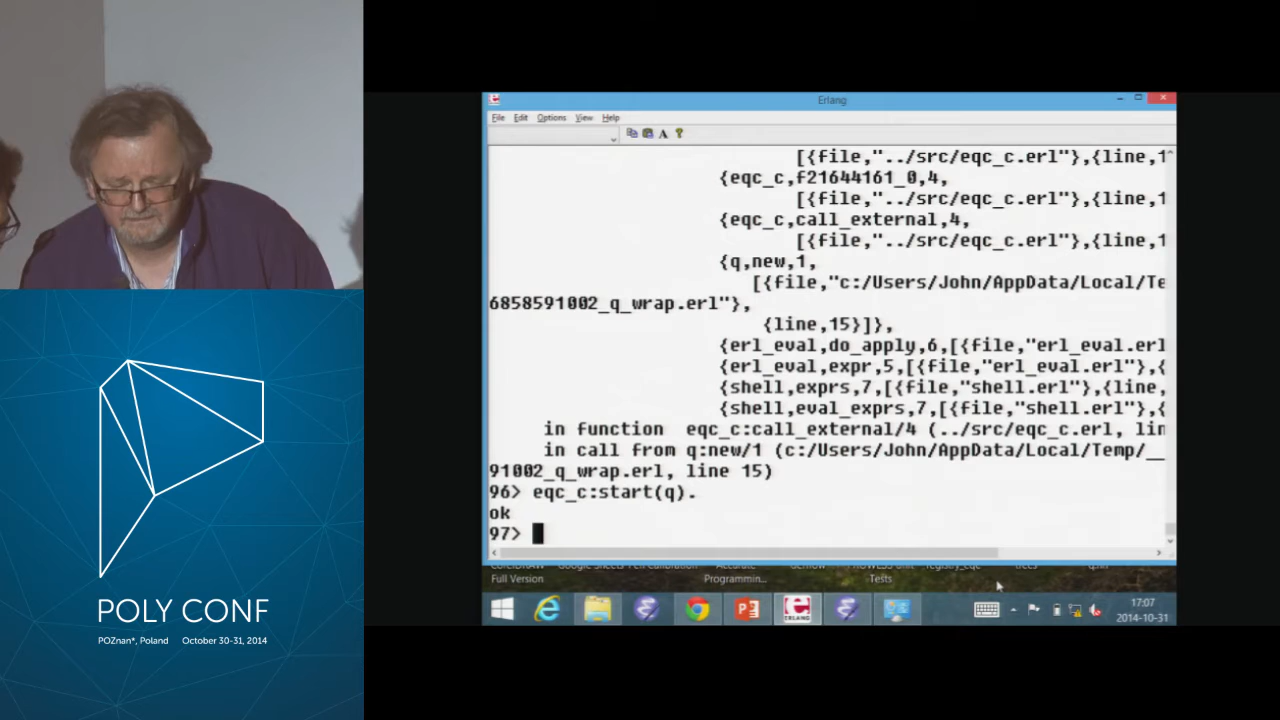 Erlang
File Edit Options View Help
[{file,"../src/eqc_c.erl"},{line,1
{eqc_c,f21644161_0,4,
[{file,"../src/eqc_c.erl"},{line,1
{eqc_c,call_external,4,
[{file,"../src/eqc_c.erl"},{line,1
{q,new,1,
[{file,"c:/Users/John/AppData/Local/Te
6858591002_q_wrap.erl"},
{line,15}]},
{erl_eval,do_apply,6,[{file,"erl_eval.erl
{erl_eval,expr,5,[{file,"erl_eval.erl"},{
{shell,exprs,7,[{file,"shell.erl"},{line,
{shell,eval_exprs,7,[{file,"shell.erl"},{
in function eqc_c:call_external/4 (../src/eqc_c.erl, lin
in call from q:new/1 (c:/Users/John/AppData/Local/Temp/__
91002_q_wrap.erl, line 15)
96> eqc_c:start(q).
ok
97>
Full Version Programmin... Tests
ERLANG
17:07
2014-10-31
POLY CONF
POZnan*, Poland October 30-31, 2014